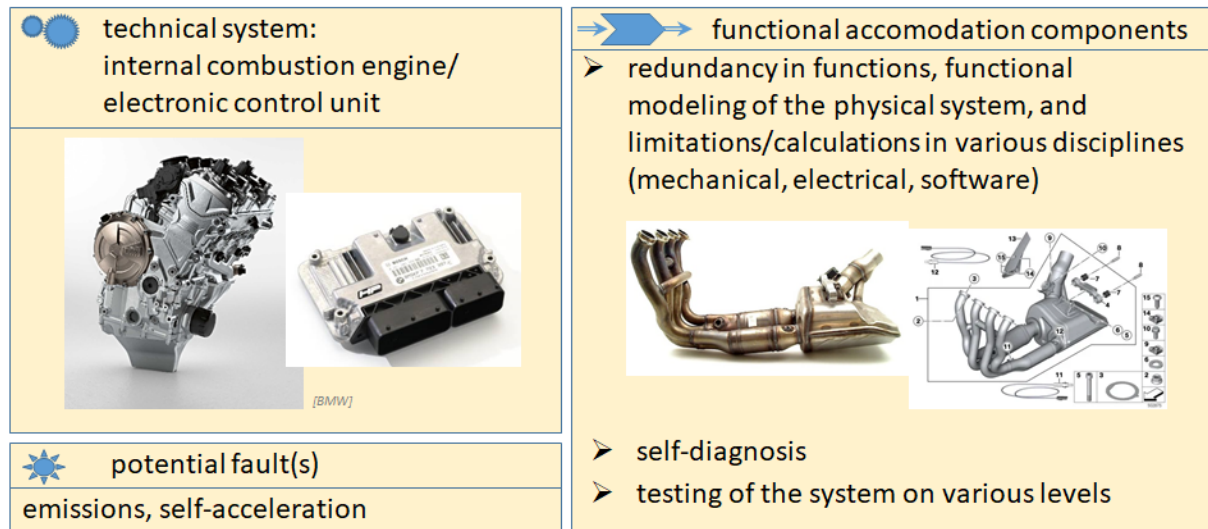 technical system:
internal combustion engine/
electronic control unit
[BMW]
potential fault(s)
emissions, self-acceleration
functional accomodation components
redundancy in functions, functional
modeling of the physical system, and
limitations/calculations in various disciplines
(mechanical, electrical, software)
self-diagnosis
testing of the system on various levels